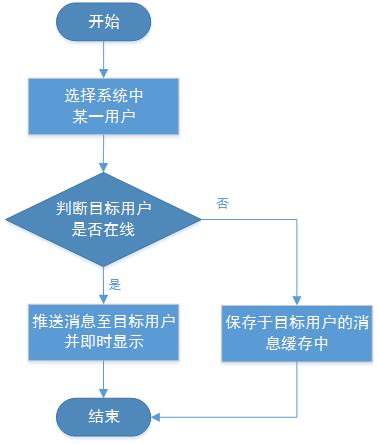 开始
选择系统中
某一用户
判断目标用户
是否在线
否
是
推送消息至目标用户
并即时显示
保存于目标用户的消
息缓存中
结束